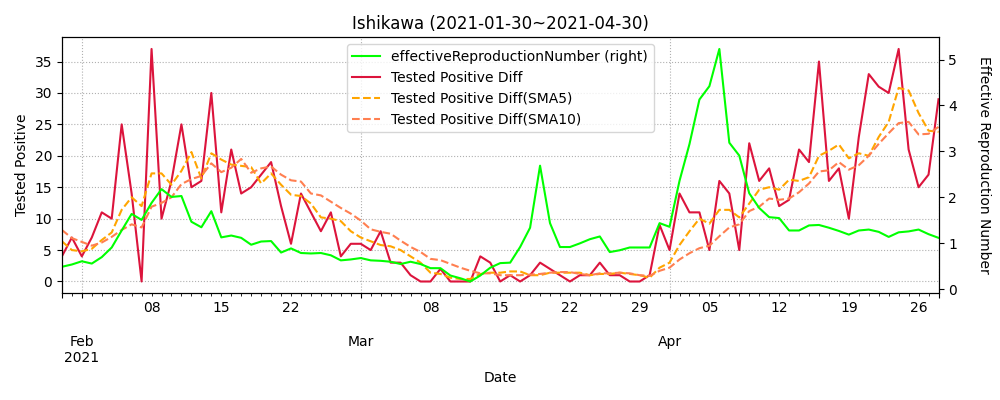 Ishikawa (2021-01-30~2021-04-30)
effectiveReproductionNumber (right)
Tested Positive Diff
Tested Positive Diff(SMA5)
Tested Positive Diff(SMA10)
Tested Positive
35
30
25
20
15
10
5
0
Effective Reproduction Number
5
4
3
2
1
0
08 15 22 08 15 22 29 05 12 19 26
Feb Mar Apr
2021
Date